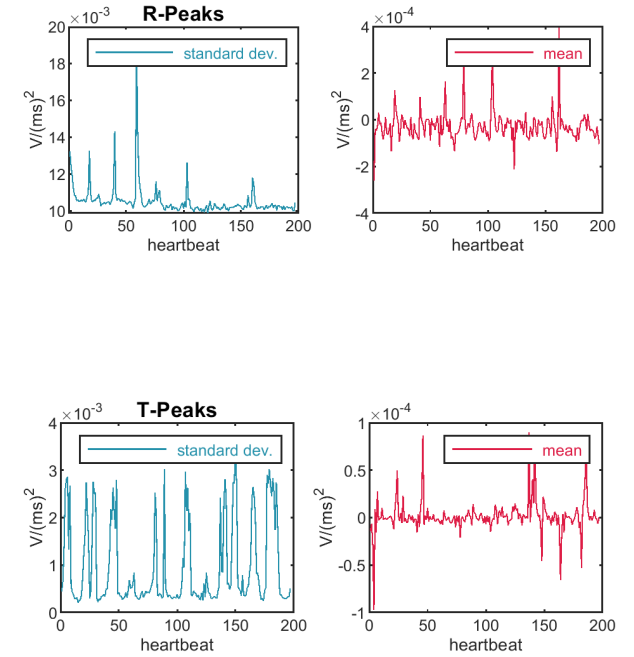 R-Peaks
×10⁻³
20
18
16
14
12
10
V/(ms)²
standard dev.
0 50 100 150 200
heartbeat
×10⁻⁴
4
2
0
-2
-4
V/(ms)²
mean
0 50 100 150 200
heartbeat
T-Peaks
×10⁻³
4
3
2
1
0
V/(ms)²
standard dev.
0 50 100 150 200
heartbeat
×10⁻⁴
1
0.5
0
-0.5
-1
V/(ms)²
mean
0 50 100 150 200
heartbeat